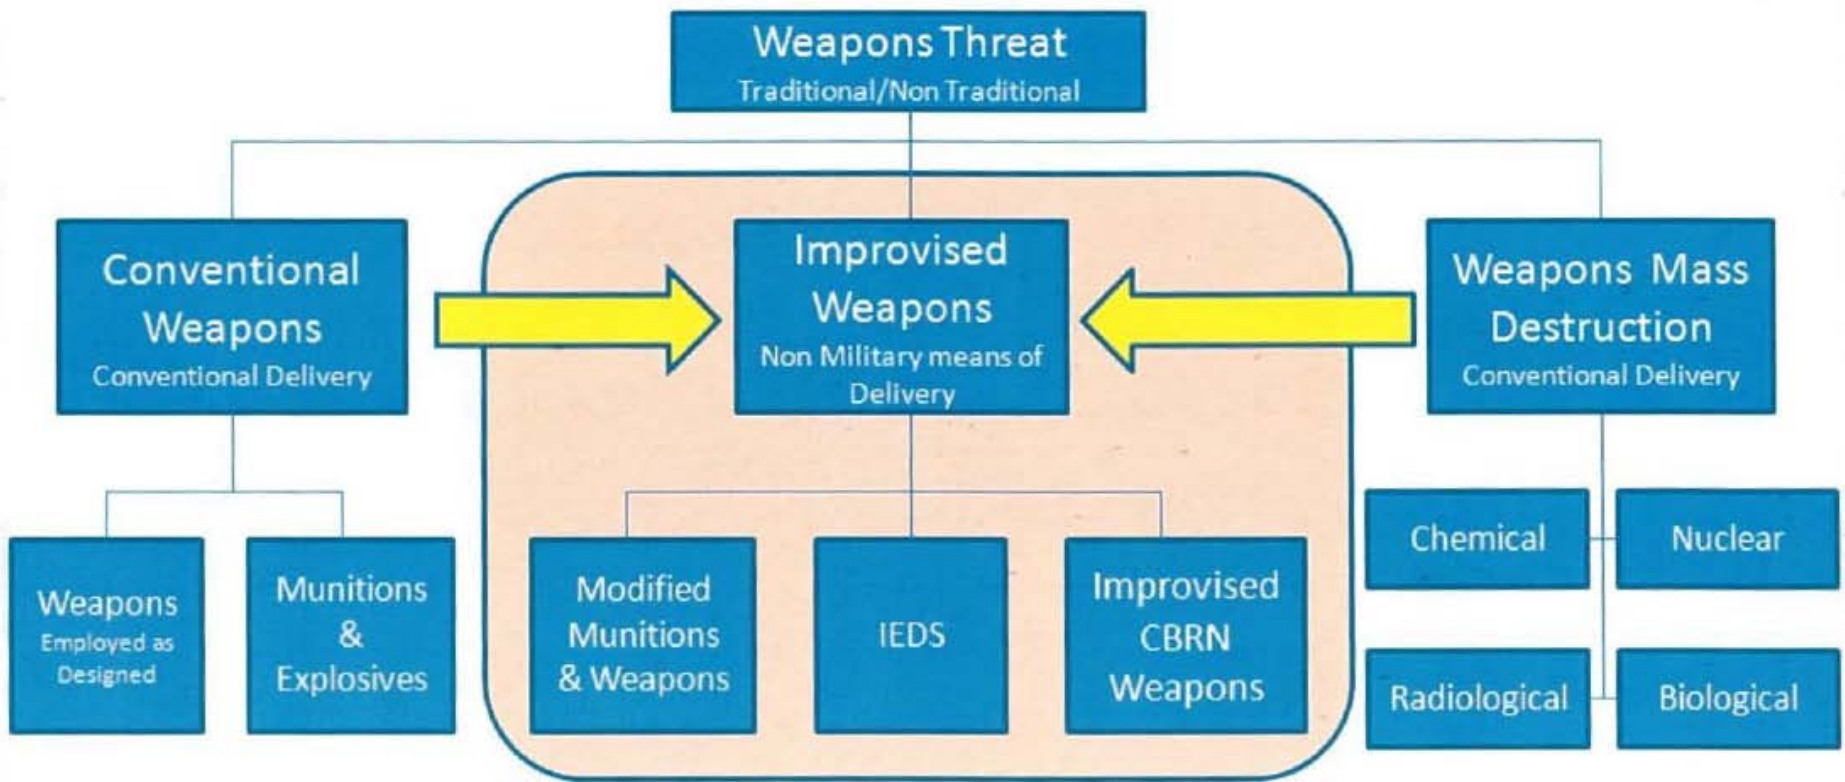 Weapons Threat
Traditional/Non Traditional
Conventional
Weapons
Conventional Delivery
Improvised
Weapons
Non Military means of
Delivery
Weapons Mass
Destruction
Conventional Delivery
Weapons
Employed as
Designed
Munitions
&
Explosives
Modified
Munitions
& Weapons
IEDS
Improvised
CBRN
Weapons
Chemical
Nuclear
Radiological
Biological